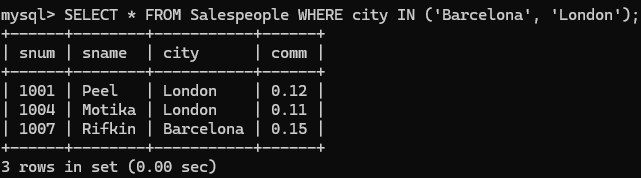 mysql> SELECT * FROM Salespeople WHERE city IN ('Barcelona', 'London');
+------+---------+-----------+------+
| snum | sname   | city      | comm |
+------+---------+-----------+------+
| 1001 | Peel    | London    | 0.12 |
| 1004 | Motika  | London    | 0.11 |
| 1007 | Rifkin  | Barcelona | 0.15 |
+------+---------+-----------+------+
3 rows in set (0.00 sec)